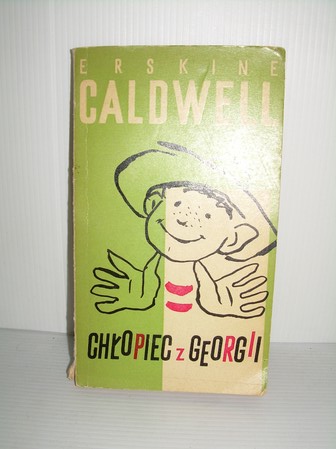 ERSKINE
CALDWELL
CHŁOPIEC z GEORGII